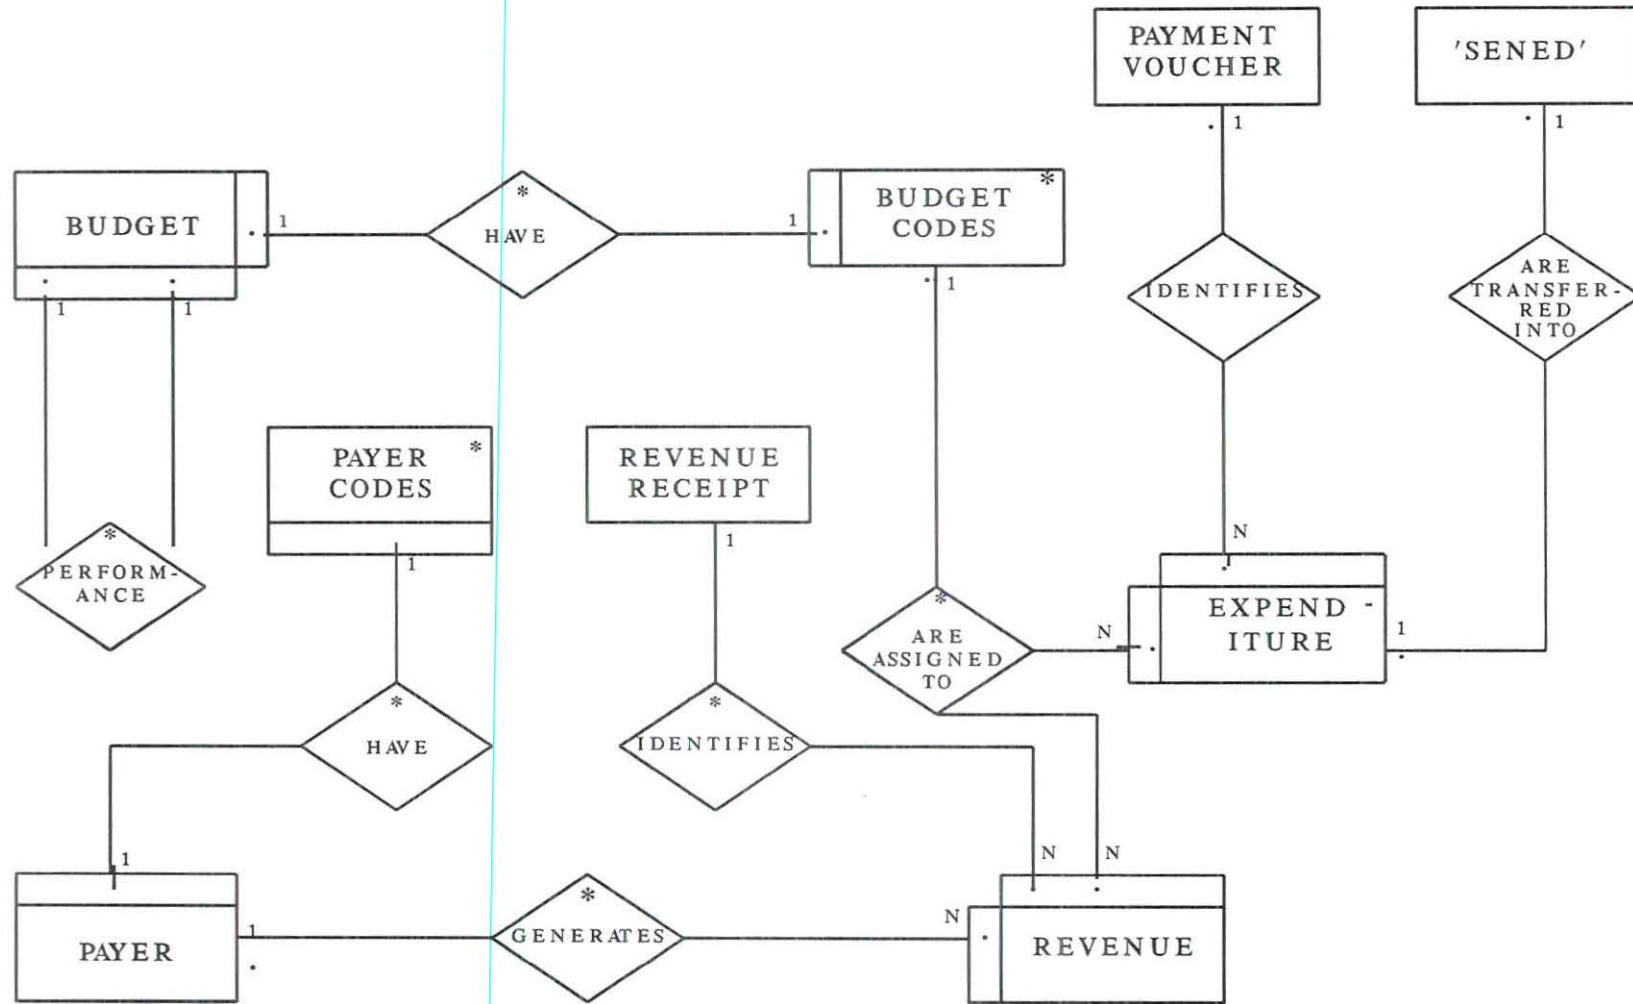 PAYMENT
VOUCHER
'SENED'
1
1
BUDGET
1
*
HAVE
1
BUDGET
CODES
*
1
1
1
IDENTIFIES
ARE
TRANSFER-
RED
INTO
PAYER
CODES
*
REVENUE
RECEIPT
*
PERFORM-
ANCE
1
1
N
EXPEND -
ITURE
*
ARE
ASSIGNED
TO
N
1
*
HAVE
*
IDENTIFIES
1
N
N
PAYER
1
*
GENERATES
N
REVENUE